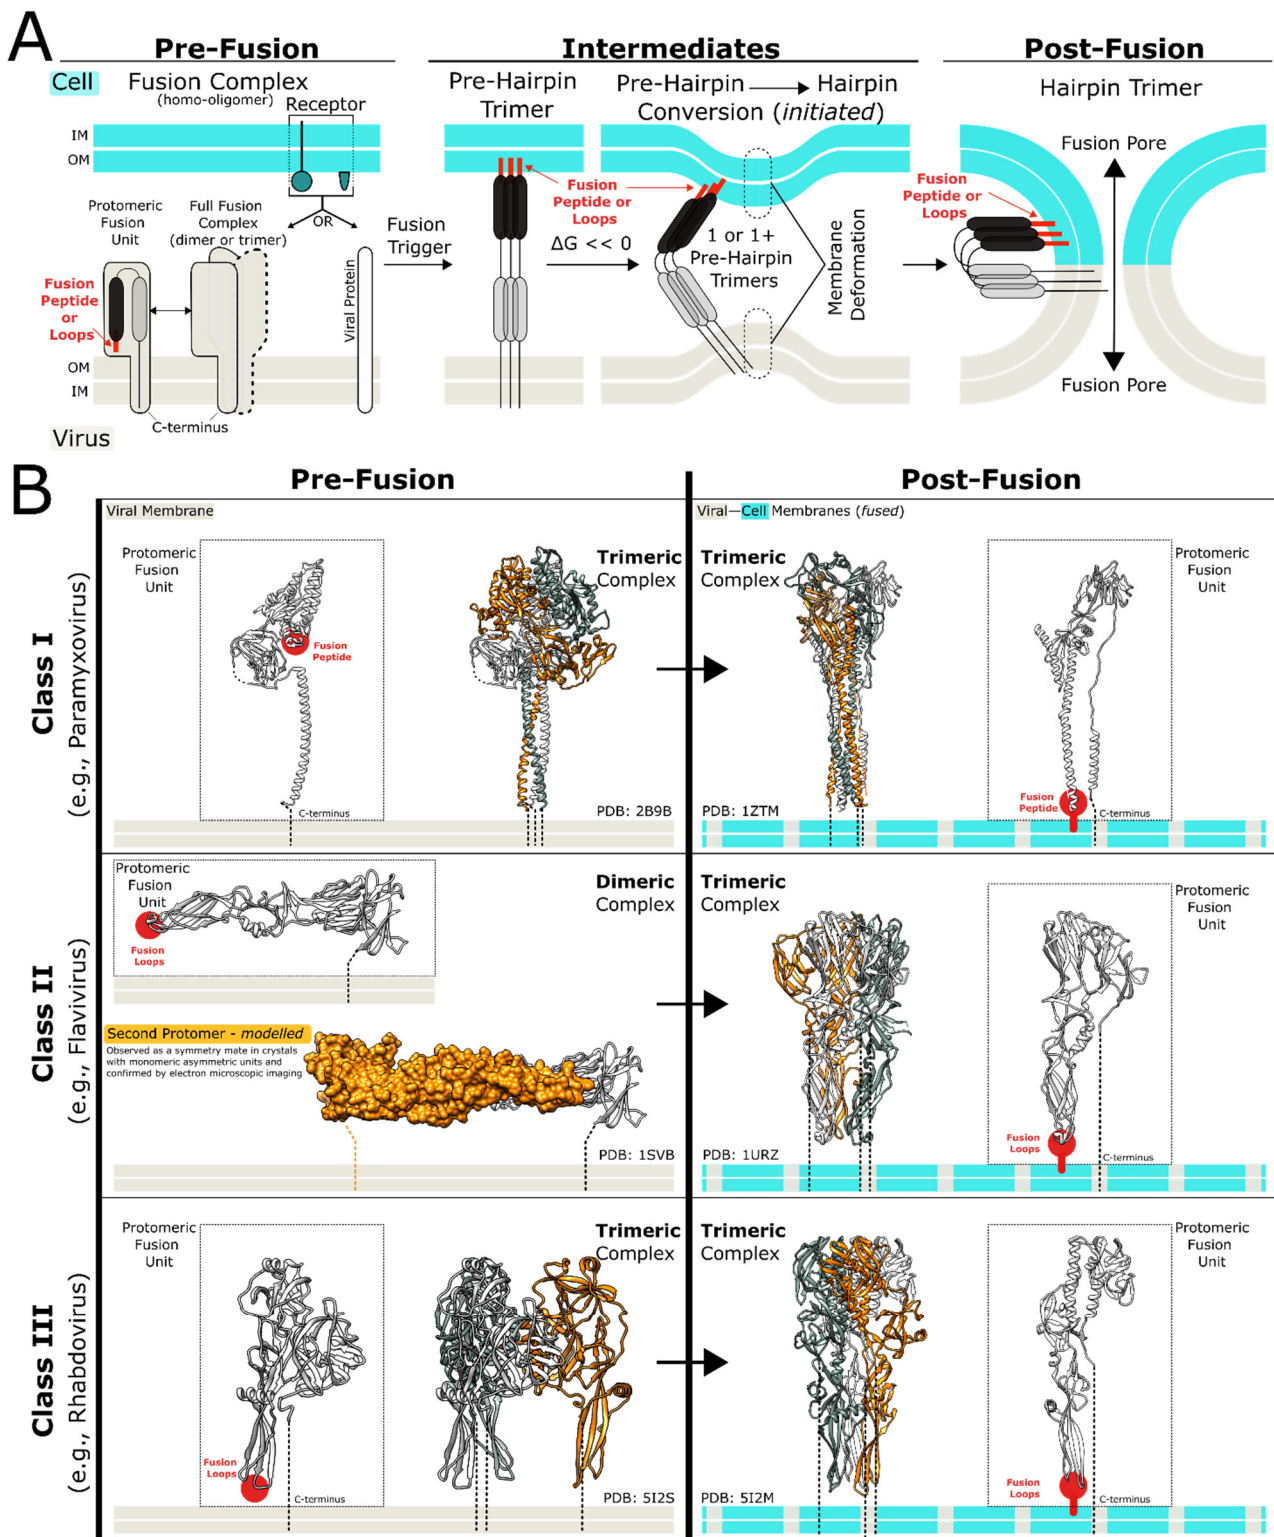 A
Pre-Fusion
Intermediates
Post-Fusion
Cell
Fusion Complex
(homo-oligomer)
Receptor
IM
OM
Protomeric
Fusion
Unit
Full Fusion
Complex
(dimer or trimer)
OR
Fusion
Peptide
or
Loops
Viral Protein
OM
IM
C-terminus
Virus
Fusion
Trigger
Pre-Hairpin
Trimer
Pre-Hairpin
Hairpin
Conversion (initiated)
Fusion
Peptide or
Loops
ΔG << 0
1 or 1+
Pre-Hairpin
Trimers
Membrane
Deformation
Hairpin Trimer
Fusion Pore
Fusion
Peptide or
Loops
Fusion Pore
B
Pre-Fusion
Post-Fusion
Class I
(e.g., Paramyxovirus)
Viral Membrane
Protomeric
Fusion
Unit
Fusion
Peptide
C-terminus
Trimeric
Complex
PDB: 2B9B
Viral—Cell Membranes (fused)
Trimeric
Complex
PDB: 1ZTM
Protomeric
Fusion
Unit
Fusion
Peptide
C-terminus
Class II
(e.g., Flavivirus)
Protomeric
Fusion
Unit
Fusion
Loops
Dimeric
Complex
Second Protomer - modelled
Observed as a symmetry mate in crystals
with monomeric asymmetric units and
confirmed by electron microscopic imaging
PDB: 1SVB
Trimeric
Complex
PDB: 1URZ
Protomeric
Fusion
Unit
Fusion
Loops
C-terminus
Class III
(e.g., Rhabdovirus)
Protomeric
Fusion
Unit
Fusion
Loops
C-terminus
Trimeric
Complex
PDB: 5I2S
Trimeric
Complex
PDB: 5I2M
Protomeric
Fusion
Unit
Fusion
Loops
C-terminus